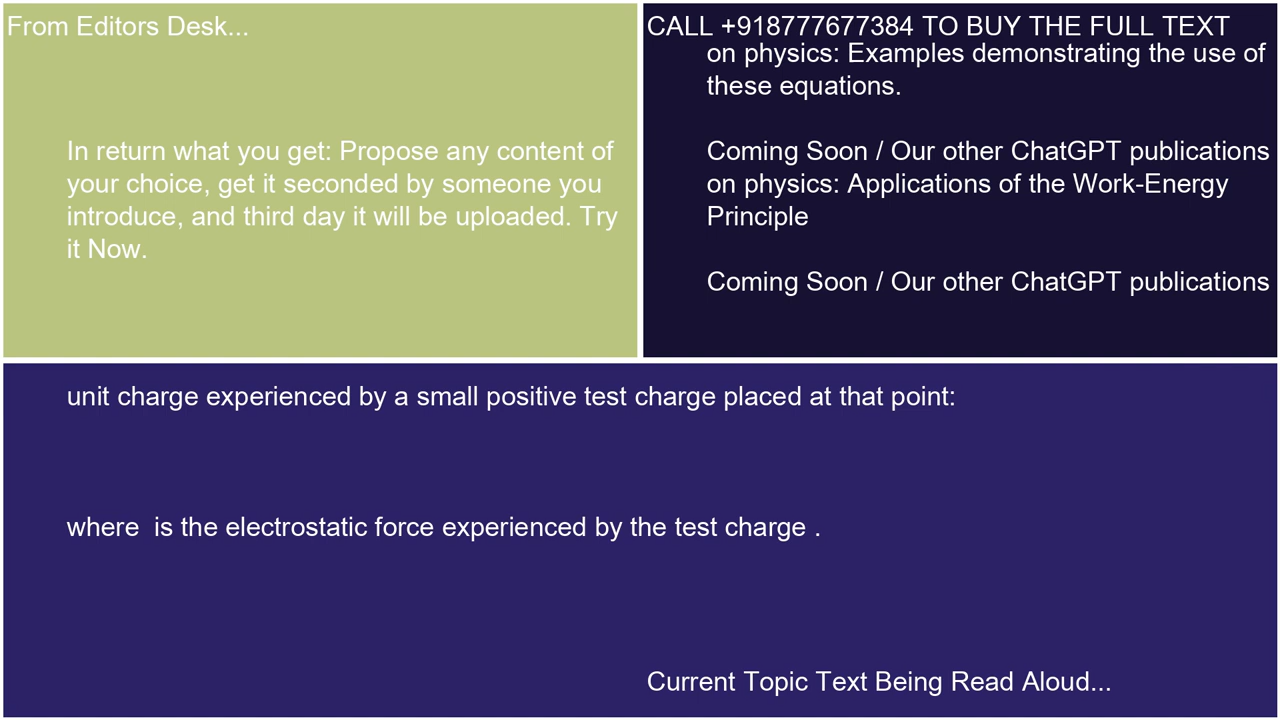 From Editors Desk...
In return what you get: Propose any content of
your choice, get it seconded by someone you
introduce, and third day it will be uploaded. Try
it Now.
CALL +918777677384 TO BUY THE FULL TEXT
on physics: Examples demonstrating the use of
these equations.
Coming Soon / Our other ChatGPT publications
on physics: Applications of the Work-Energy
Principle
Coming Soon / Our other ChatGPT publications
unit charge experienced by a small positive test charge placed at that point:
where  is the electrostatic force experienced by the test charge .
Current Topic Text Being Read Aloud...